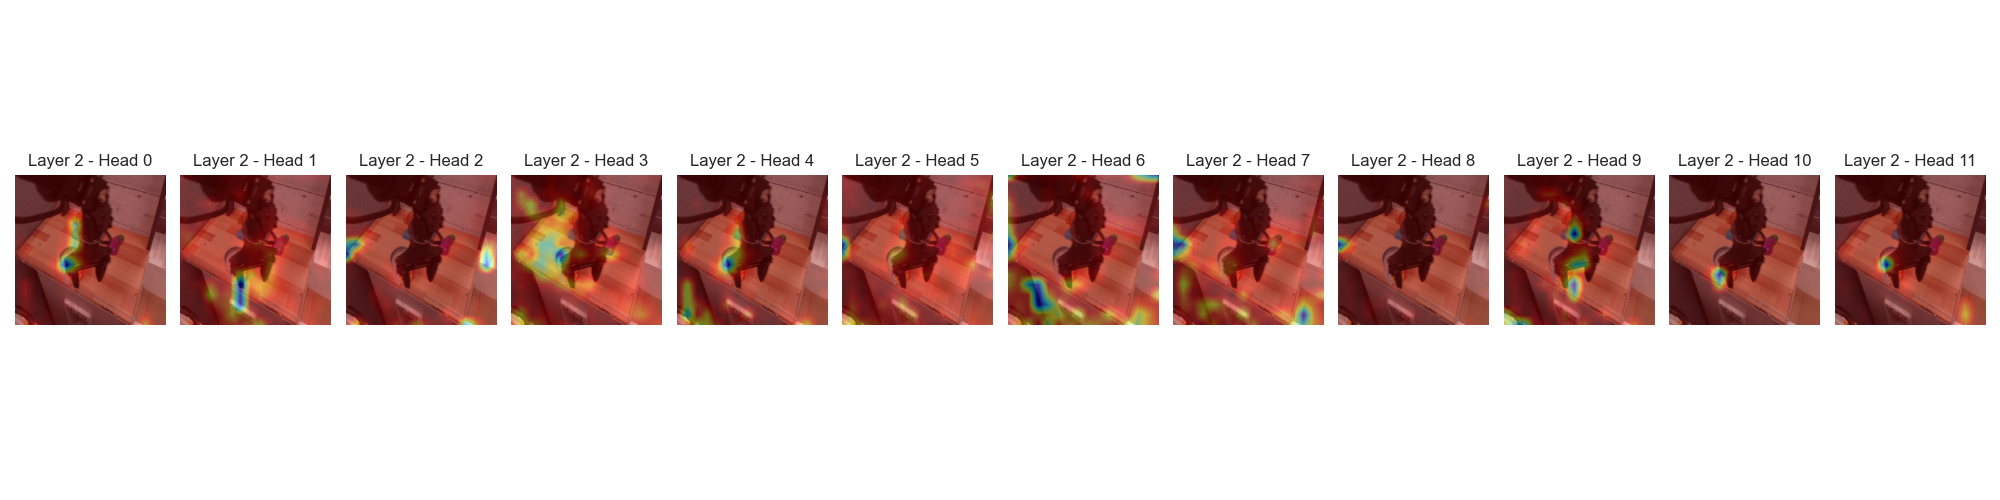 Layer 2 - Head 0
Layer 2 - Head 1
Layer 2 - Head 2
Layer 2 - Head 3
Layer 2 - Head 4
Layer 2 - Head 5
Layer 2 - Head 6
Layer 2 - Head 7
Layer 2 - Head 8
Layer 2 - Head 9
Layer 2 - Head 10
Layer 2 - Head 11